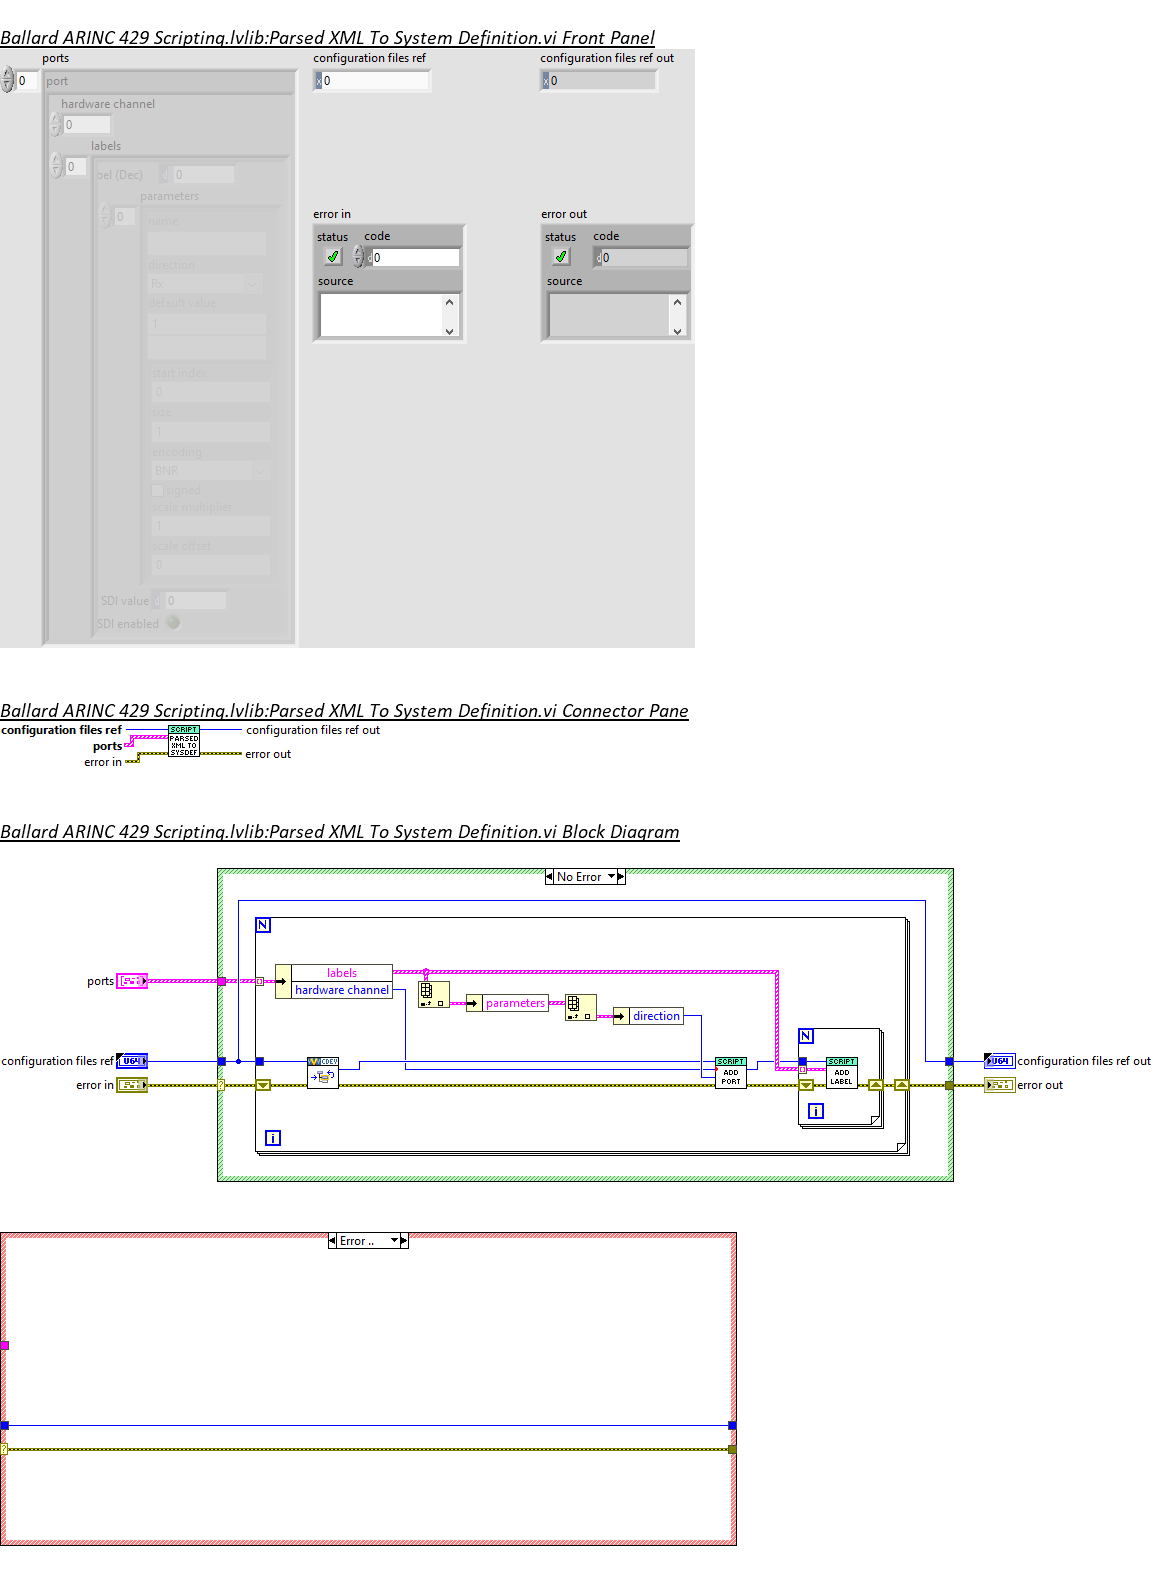 Ballard ARINC 429 Scripting.lvlib:Parsed XML To System Definition.vi Front Panel
ports
configuration files ref
configuration files ref out
0
port
x 0
x 0
hardware channel
0
labels
0
bel (Dec)
d 0
parameters
0
name
direction
Rx
default value
1
start index
0
size
1
encoding
BNR
signed
scale multiplier
1
scale offset
0
SDI value
d 0
SDI enabled
error in
status
code
d 0
source
error out
status
code
d 0
source
Ballard ARINC 429 Scripting.lvlib:Parsed XML To System Definition.vi Connector Pane
configuration files ref
ports
error in
SCRIPT
PARSED
XML TO
SYSDEF
configuration files ref out
error out
Ballard ARINC 429 Scripting.lvlib:Parsed XML To System Definition.vi Block Diagram
No Error
N
ports
labels
hardware channel
parameters
direction
N
configuration files ref
U64
CDEV
SCRIPT
ADD
PORT
SCRIPT
ADD
LABEL
U64
configuration files ref out
error in
?
error out
i
i
Error ..
?